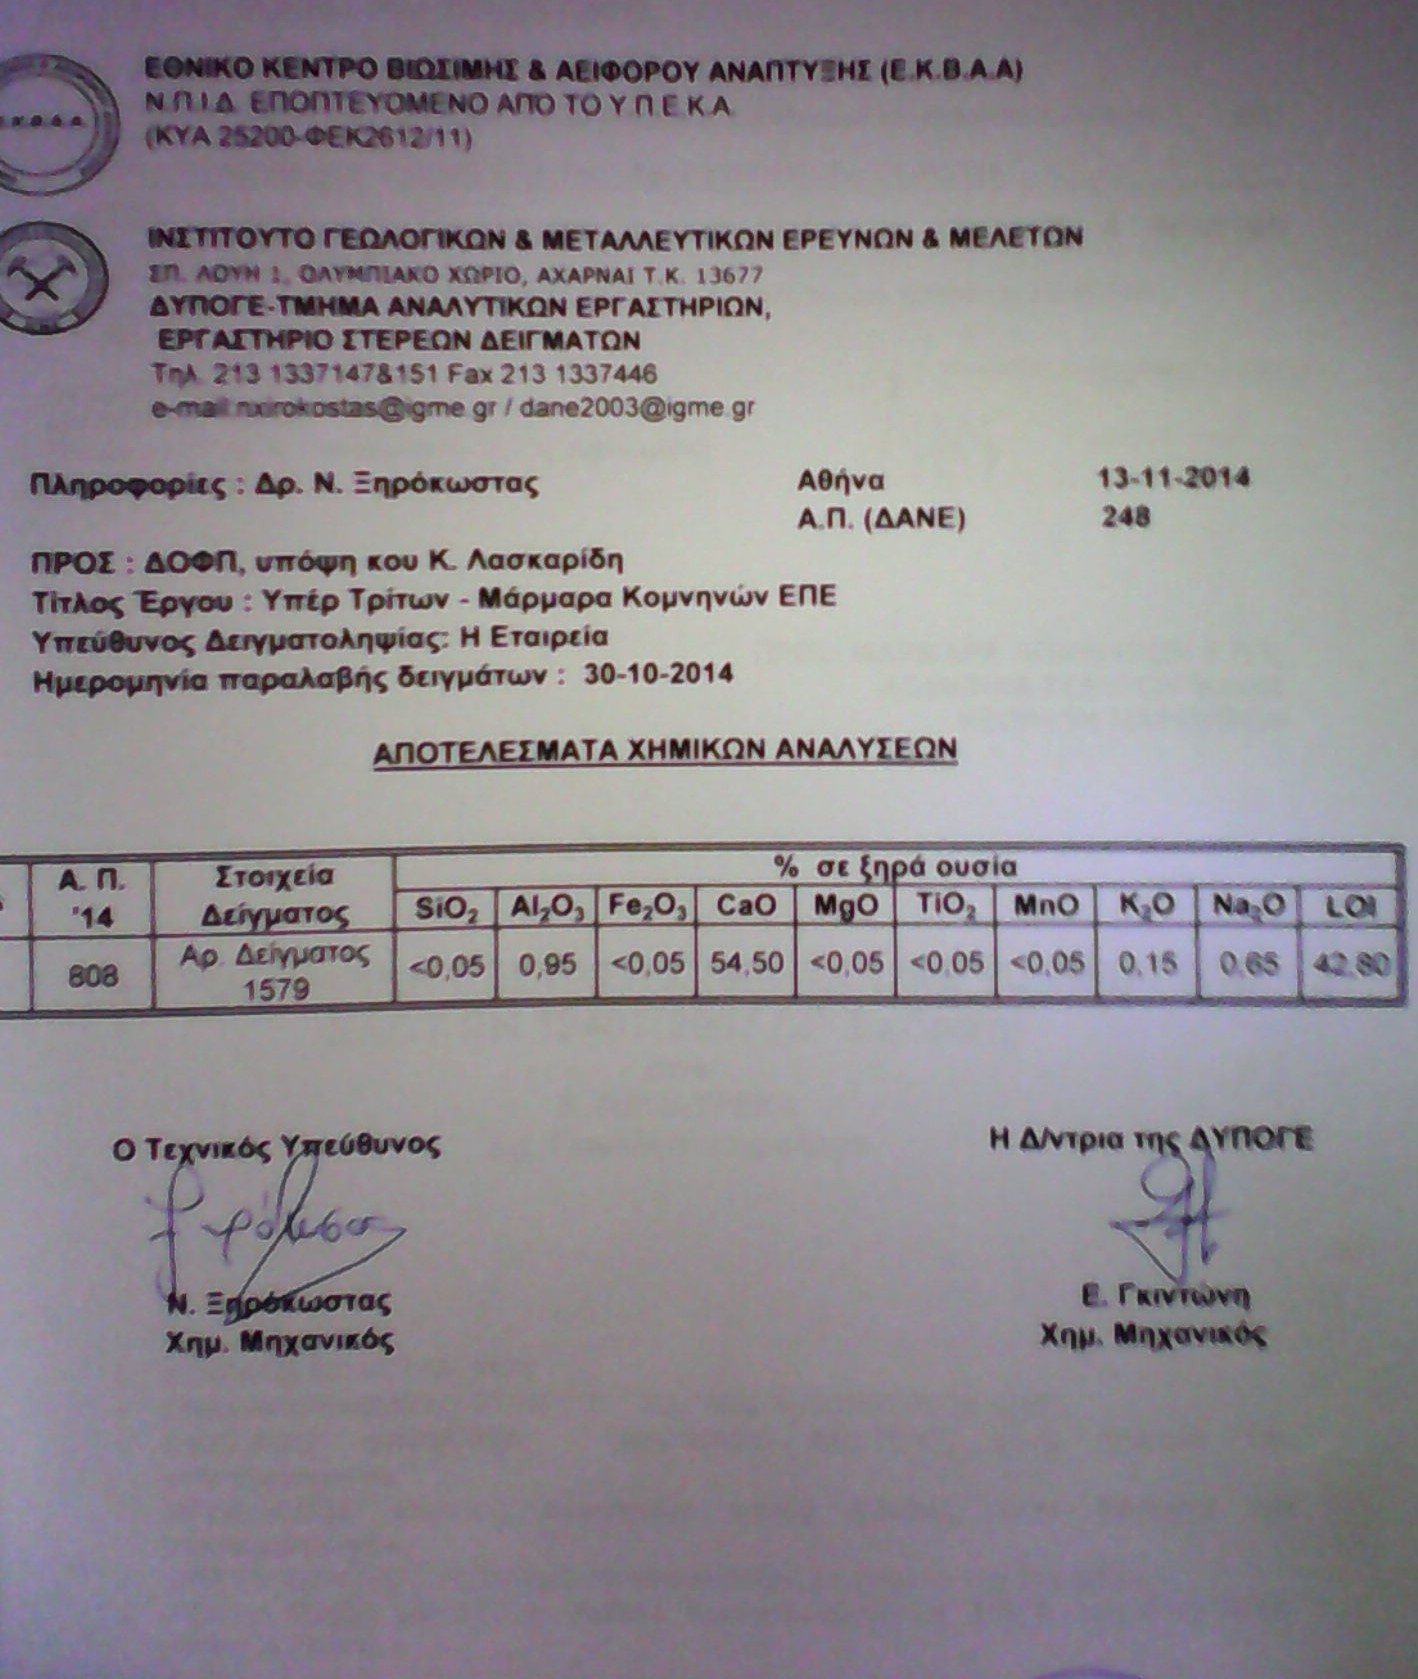 ΕΘΝΙΚΟ ΚΕΝΤΡΟ ΒΙΩΣΙΜΗΣ & ΑΕΙΦΟΡΟΥ ΑΝΑΠΤΥΞΗΣ (Ε.Κ.Β.Α.Α)
Ν.Π.Ι.Δ. ΕΠΟΠΤΕΥΟΜΕΝΟ ΑΠΟ ΤΟ Υ Π Ε Κ Α
(ΚΥΑ 25200-ΦΕΚ2612/11)
ΙΝΣΤΙΤΟΥΤΟ ΓΕΩΛΟΓΙΚΩΝ & ΜΕΤΑΛΛΕΥΤΙΚΩΝ ΕΡΕΥΝΩΝ & ΜΕΛΕΤΩΝ
ΣΠ. ΛΟΥΗ 1, ΟΛΥΜΠΙΑΚΟ ΧΩΡΙΟ, ΑΧΑΡΝΑΙ Τ.Κ. 13677
ΔΥΠΟΓΕ-ΤΜΗΜΑ ΑΝΑΛΥΤΙΚΩΝ ΕΡΓΑΣΤΗΡΙΩΝ,
ΕΡΓΑΣΤΗΡΙΟ ΣΤΕΡΕΩΝ ΔΕΙΓΜΑΤΩΝ
Τηλ. 213 1337147&151 Fax 213 1337446
e-mail nxirokostas@igme.gr / dane2003@igme.gr
Πληροφορίες : Δρ. Ν. Ξηρόκωστας Αθήνα 13-11-2014
Α.Π. (ΔΑΝΕ) 248
ΠΡΟΣ : ΔΟΦΠ, υπόψη κου Κ. Λασκαρίδη
Τίτλος Έργου : Υπέρ Τρίτων - Μάρμαρα Κομνηνών ΕΠΕ
Υπεύθυνος Δειγματοληψίας: Η Εταιρεία
Ημερομηνία παραλαβής δειγμάτων : 30-10-2014
ΑΠΟΤΕΛΕΣΜΑΤΑ ΧΗΜΙΚΩΝ ΑΝΑΛΥΣΕΩΝ
Α. Π. '14 Στοιχεία Δείγματος % σε ξηρά ουσία
SiO₂ Al₂O₃ Fe₂O₃ CaO MgO TiO₂ MnO K₂O Na₂O LOI
808 Αρ. Δείγματος 1579 <0,05 0,95 <0,05 54,50 <0,05 <0,05 <0,05 0,15 0,65 42,80
Ο Τεχνικός Υπεύθυνος Η Δ/ντρια της ΔΥΠΟΓΕ
Ν. Ξηρόκωστας Ε. Γκιντώνη
Χημ. Μηχανικός Χημ. Μηχανικός